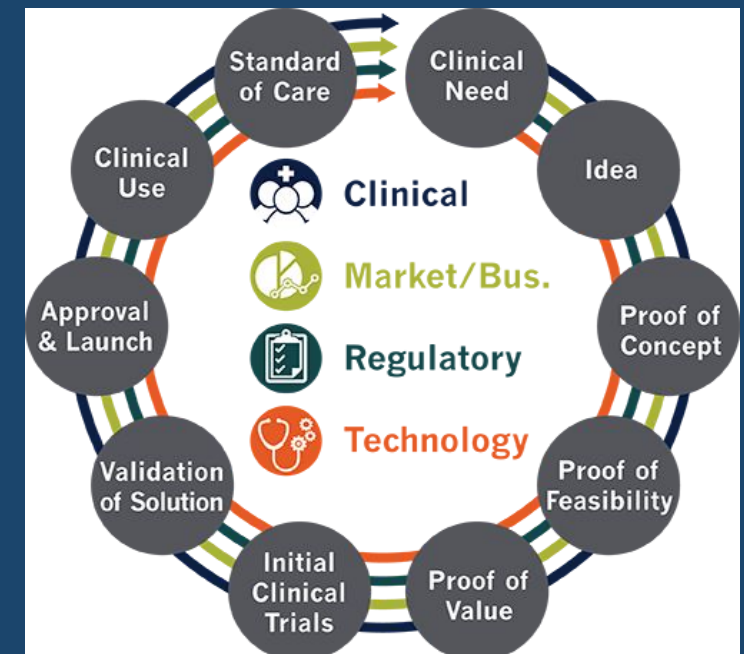 Clinical
Need
Idea
Proof of
Concept
Proof of
Feasibility
Proof of
Value
Initial
Clinical
Trials
Validation
of Solution
Approval
& Launch
Clinical
Use
Standard
of Care
Clinical
Market/Bus.
Regulatory
Technology